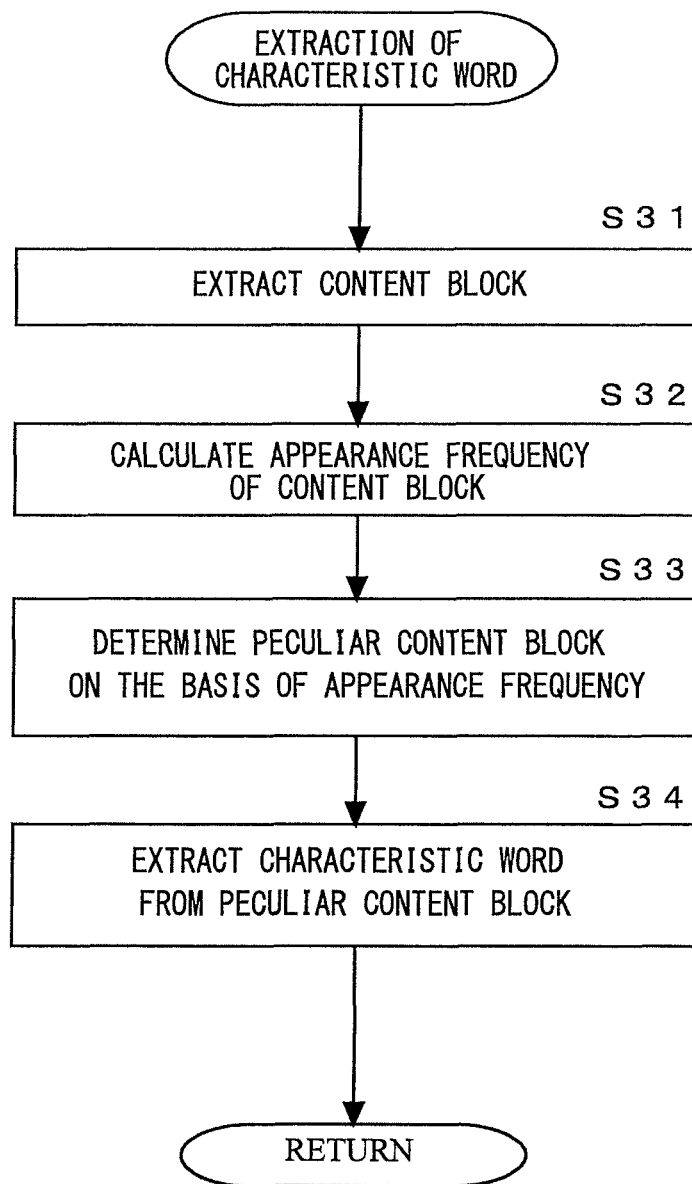 EXTRACTION OF
CHARACTERISTIC WORD
S31
EXTRACT CONTENT BLOCK
S32
CALCULATE APPEARANCE FREQUENCY
OF CONTENT BLOCK
S33
DETERMINE PECULIAR CONTENT BLOCK
ON THE BASIS OF APPEARANCE FREQUENCY
S34
EXTRACT CHARACTERISTIC WORD
FROM PECULIAR CONTENT BLOCK
RETURN